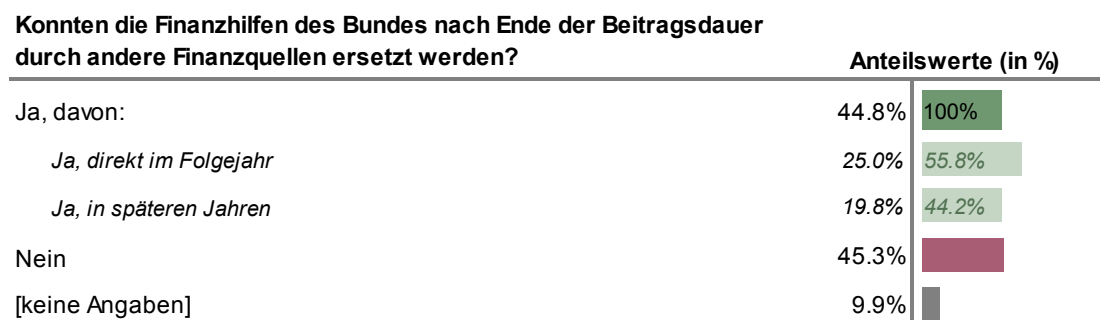 Konnten die Finanzhilfen des Bundes nach Ende der Beitragsdauer
durch andere Finanzquellen ersetzt werden? Anteilswerte (in %)
Ja, davon: 44.8% 100%
Ja, direkt im Folgejahr 25.0% 55.8%
Ja, in späteren Jahren 19.8% 44.2%
Nein 45.3%
[keine Angaben] 9.9%